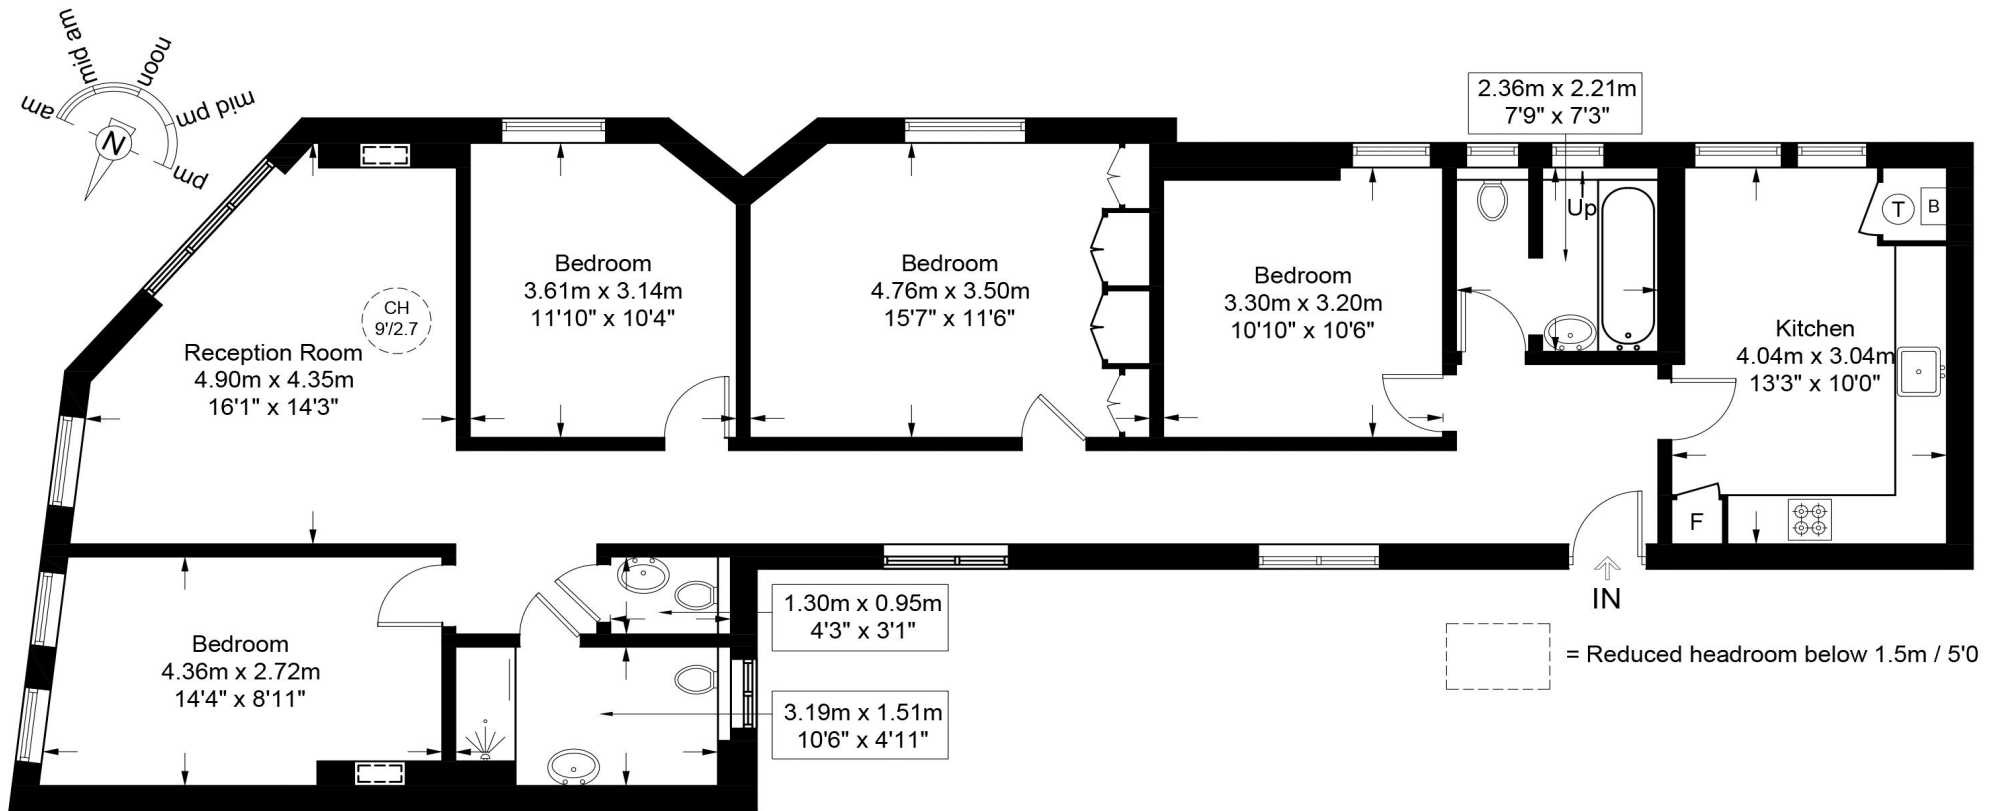 am
mid am
noon
mid pm
pm
N
2.36m x 2.21m
7'9" x 7'3"
Up
T
B
CH
9'/2.7
Reception Room
4.90m x 4.35m
16'1" x 14'3"
Bedroom
3.61m x 3.14m
11'10" x 10'4"
Bedroom
4.76m x 3.50m
15'7" x 11'6"
Bedroom
3.30m x 3.20m
10'10" x 10'6"
Kitchen
4.04m x 3.04m
13'3" x 10'0"
F
IN
Bedroom
4.36m x 2.72m
14'4" x 8'11"
1.30m x 0.95m
4'3" x 3'1"
3.19m x 1.51m
10'6" x 4'11"
= Reduced headroom below 1.5m / 5'0